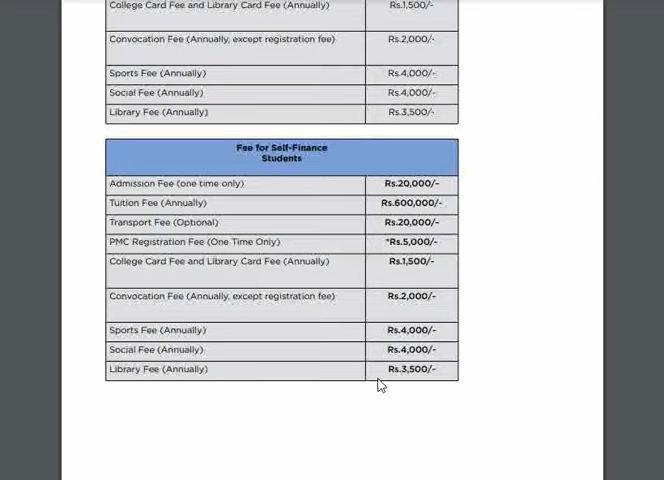 College Card Fee and Library Card Fee (Annually) Rs.1,500/-
Convocation Fee (Annually, except registration fee) Rs.2,000/-
Sports Fee (Annually) Rs.4,000/-
Social Fee (Annually) Rs.4,000/-
Library Fee (Annually) Rs.3,500/-
Fee for Self-Finance
Students
Admission Fee (one time only) Rs.20,000/-
Tuition Fee (Annually) Rs.600,000/-
Transport Fee (Optional) Rs.20,000/-
PMC Registration Fee (One Time Only) *Rs.5,000/-
College Card Fee and Library Card Fee (Annually) Rs.1,500/-
Convocation Fee (Annually, except registration fee) Rs.2,000/-
Sports Fee (Annually) Rs.4,000/-
Social Fee (Annually) Rs.4,000/-
Library Fee (Annually) Rs.3,500/-